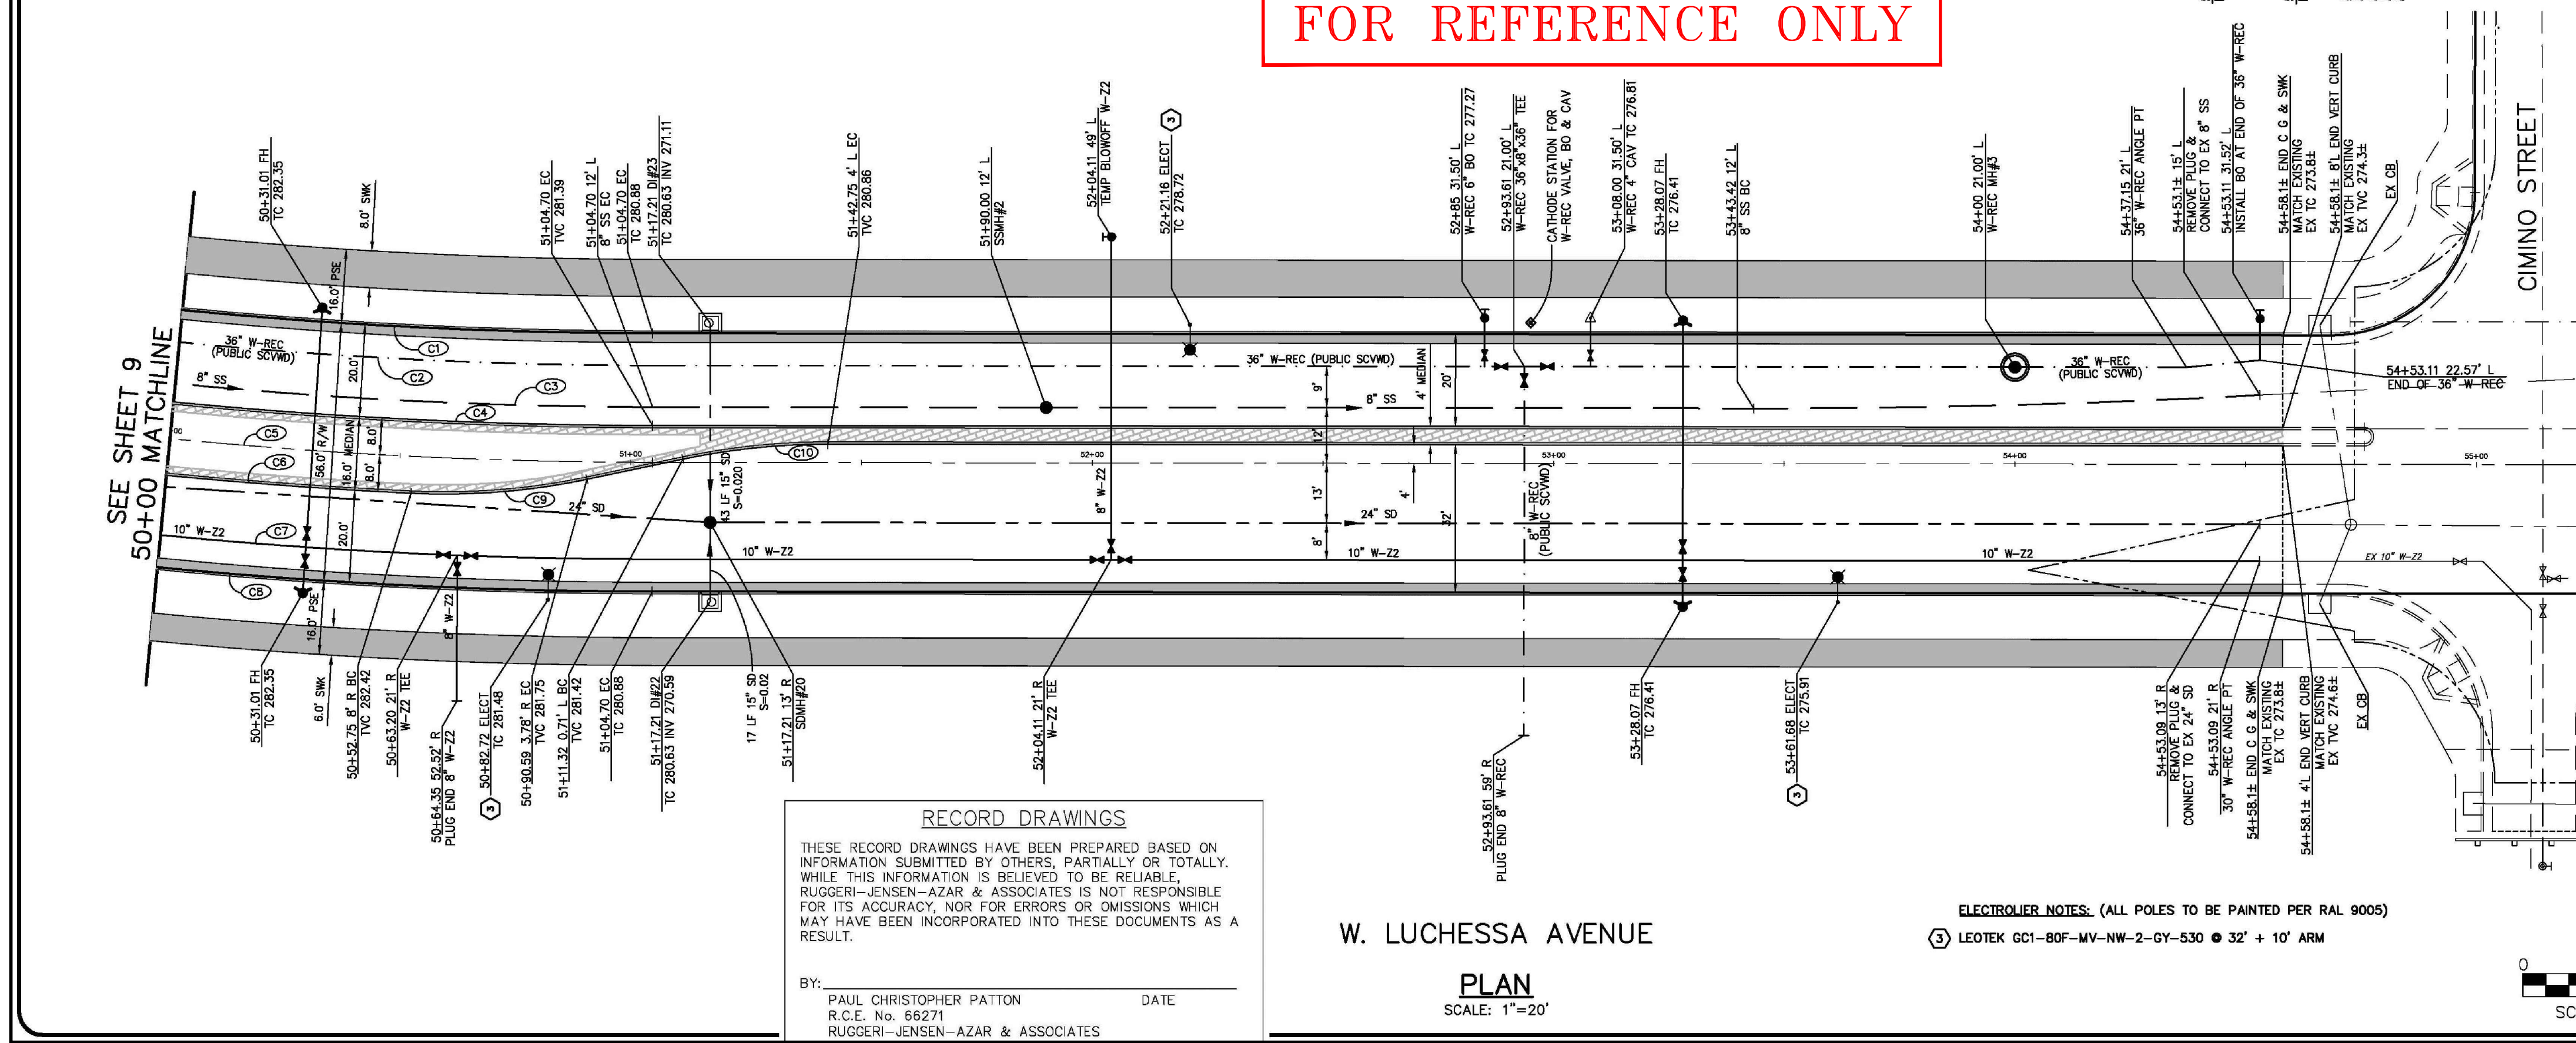 FOR REFERENCE ONLY
SEE SHEET 9
50+00 MATCHLINE
50+31.01 FH
TC 282.35
8.0' SWK
16.0' PSE
51+04.70 EC
TVC 281.39
51+04.70 12' L
8" SS EC
51+04.70 EC
TC 280.88
51+17.21 DI#23
TC 280.63 INV 271.11
51+42.75 4' L EC
TVC 280.86
51+90.00 12' L
SSMH#2
52+04.11 49' L
TEMP BLOWOFF W-Z2
52+21.16 ELECT
TC 278.72
3
52+85 31.50' L
W-REC 6" BO TC 277.27
52+93.61 21.00' L
W-REC 36"x8"x36" TEE
CATHODE STATION FOR
W-REC VALVE, BO & CAV
53+08.00 31.50' L
W-REC 4" CAV TC 276.81
53+28.07 FH
TC 276.41
53+43.42 12' L
8" SS BC
54+00 21.00' L
W-REC MH#3
54+37.15 21' L
36" W-REC ANGLE PT
54+53.1± 15' L
REMOVE PLUG &
CONNECT TO EX 8" SS
54+53.11 31.52' L
INSTALL BO AT END OF 36" W-REC
54+58.1± END C G & SWK
MATCH EXISTING
EX TC 273.8±
54+58.1± 8'L END VERT CURB
MATCH EXISTING
EX TVC 274.3±
EX CB
CIMINO STREET
36" W-REC
(PUBLIC SCVWD)
C1
C2
8" SS
C3
C4
20.0'
36" W-REC (PUBLIC SCVWD)
9'
4' MEDIAN
20'
8" SS
36" W-REC
(PUBLIC SCVWD)
54+53.11 22.57' L
END OF 36" W-REC
00
C5
C6
56.0' R/W
16.0' MEDIAN
8.0'
8.0'
51+00
C10
52+00
12'
53+00
54+00
55+00
C9
24" SD
43 LF 15" SD
S=0.020
8" W-Z2
13'
4'
32'
24" SD
8" W-REC
(PUBLIC SCVWD)
10" W-Z2
C7
20.0'
10" W-Z2
8'
10" W-Z2
10" W-Z2
EX 10" W-Z2
C8
16.0' PSE
8" W-Z2
50+31.01 FH
TC 282.35
6.0' SWK
50+52.75 8' R BC
TVC 282.42
50+63.20 21' R
W-Z2 TEE
50+64.35 52.52' R
PLUG END 8" W-Z2
50+82.72 ELECT
TC 281.48
3
50+90.59 3.78' R EC
TVC 281.75
51+11.32 0.71' L BC
TVC 281.42
51+04.70 EC
TC 280.88
51+17.21 DI#22
TC 280.63 INV 270.59
17 LF 15" SD
S=0.02
51+17.21 13' R
SDMH#20
52+04.11 21' R
W-Z2 TEE
52+93.61 59' R
PLUG END 8" W-REC
53+28.07 FH
TC 276.41
53+61.68 ELECT
TC 275.91
3
54+53.09 13' R
REMOVE PLUG &
CONNECT TO EX 24" SD
54+53.09 21' R
30" W-REC ANGLE PT
54+58.1± END C G & SWK
MATCH EXISTING
EX TC 273.8±
54+58.1± 4'L END VERT CURB
MATCH EXISTING
EX TVC 274.6±
EX CB
RECORD DRAWINGS
THESE RECORD DRAWINGS HAVE BEEN PREPARED BASED ON
INFORMATION SUBMITTED BY OTHERS, PARTIALLY OR TOTALLY.
WHILE THIS INFORMATION IS BELIEVED TO BE RELIABLE,
RUGGERI-JENSEN-AZAR & ASSOCIATES IS NOT RESPONSIBLE
FOR ITS ACCURACY, NOR FOR ERRORS OR OMISSIONS WHICH
MAY HAVE BEEN INCORPORATED INTO THESE DOCUMENTS AS A
RESULT.
BY:
PAUL CHRISTOPHER PATTON DATE
R.C.E. No. 66271
RUGGERI-JENSEN-AZAR & ASSOCIATES
W. LUCHESSA AVENUE
PLAN
SCALE: 1"=20'
ELECTROLIER NOTES: (ALL POLES TO BE PAINTED PER RAL 9005)
3 LEOTEK GC1-80F-MV-NW-2-GY-530 @ 32' + 10' ARM
0
SC